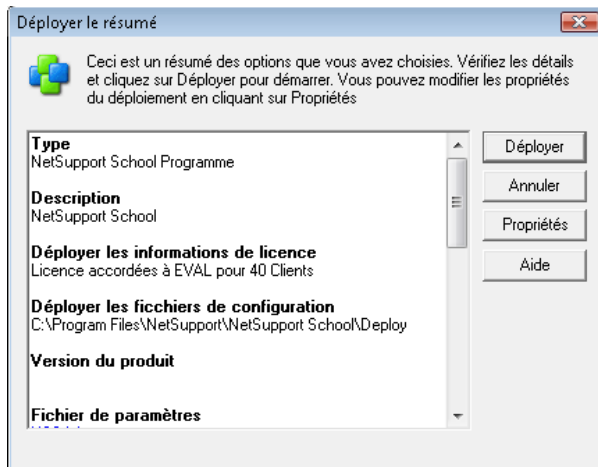 Déployer le résumé
Ceci est un résumé des options que vous avez choisies. Vérifiez les détails
et cliquez sur Déployer pour démarrer. Vous pouvez modifier les propriétés
du déploiement en cliquant sur Propriétés
Type
NetSupport School Programme
Description
NetSupport School
Déployer les informations de licence
Licence accordées à EVAL pour 40 Clients
Déployer les ficchiers de configuration
C:\Program Files\NetSupport\NetSupport School\Deploy
Version du produit
Fichier de paramètres
Déployer
Annuler
Propriétés
Aide